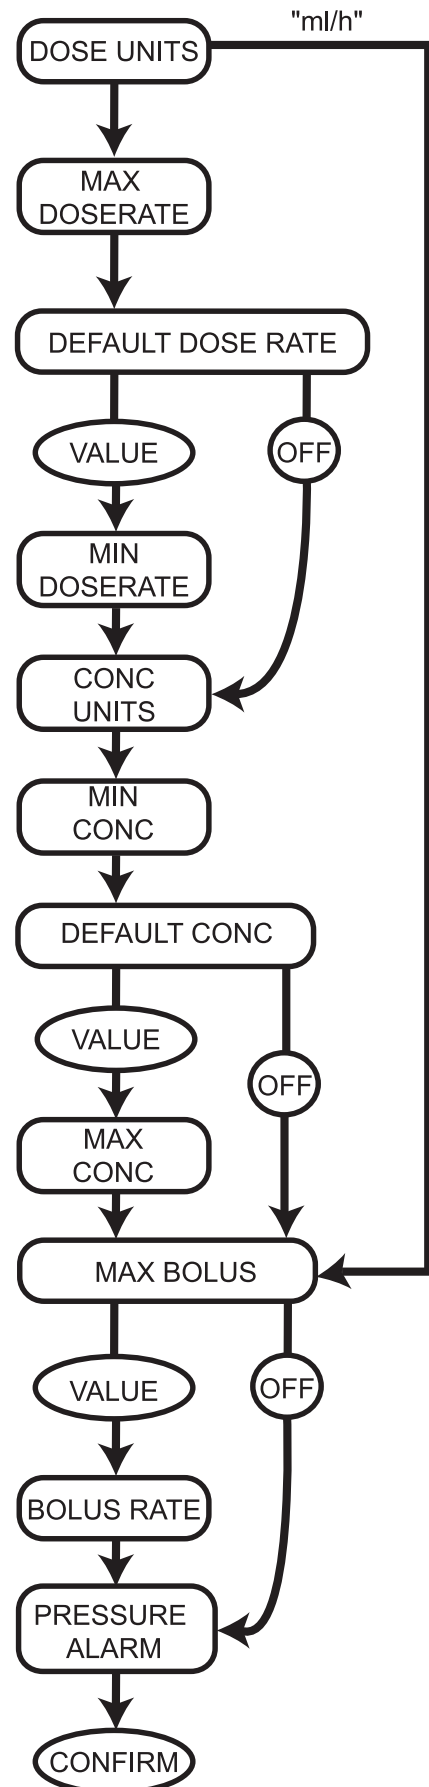 "ml/h"
DOSE UNITS
MAX
DOSERATE
DEFAULT DOSE RATE
VALUE
OFF
MIN
DOSERATE
CONC
UNITS
MIN
CONC
DEFAULT CONC
VALUE
OFF
MAX
CONC
MAX BOLUS
VALUE
OFF
BOLUS RATE
PRESSURE
ALARM
CONFIRM